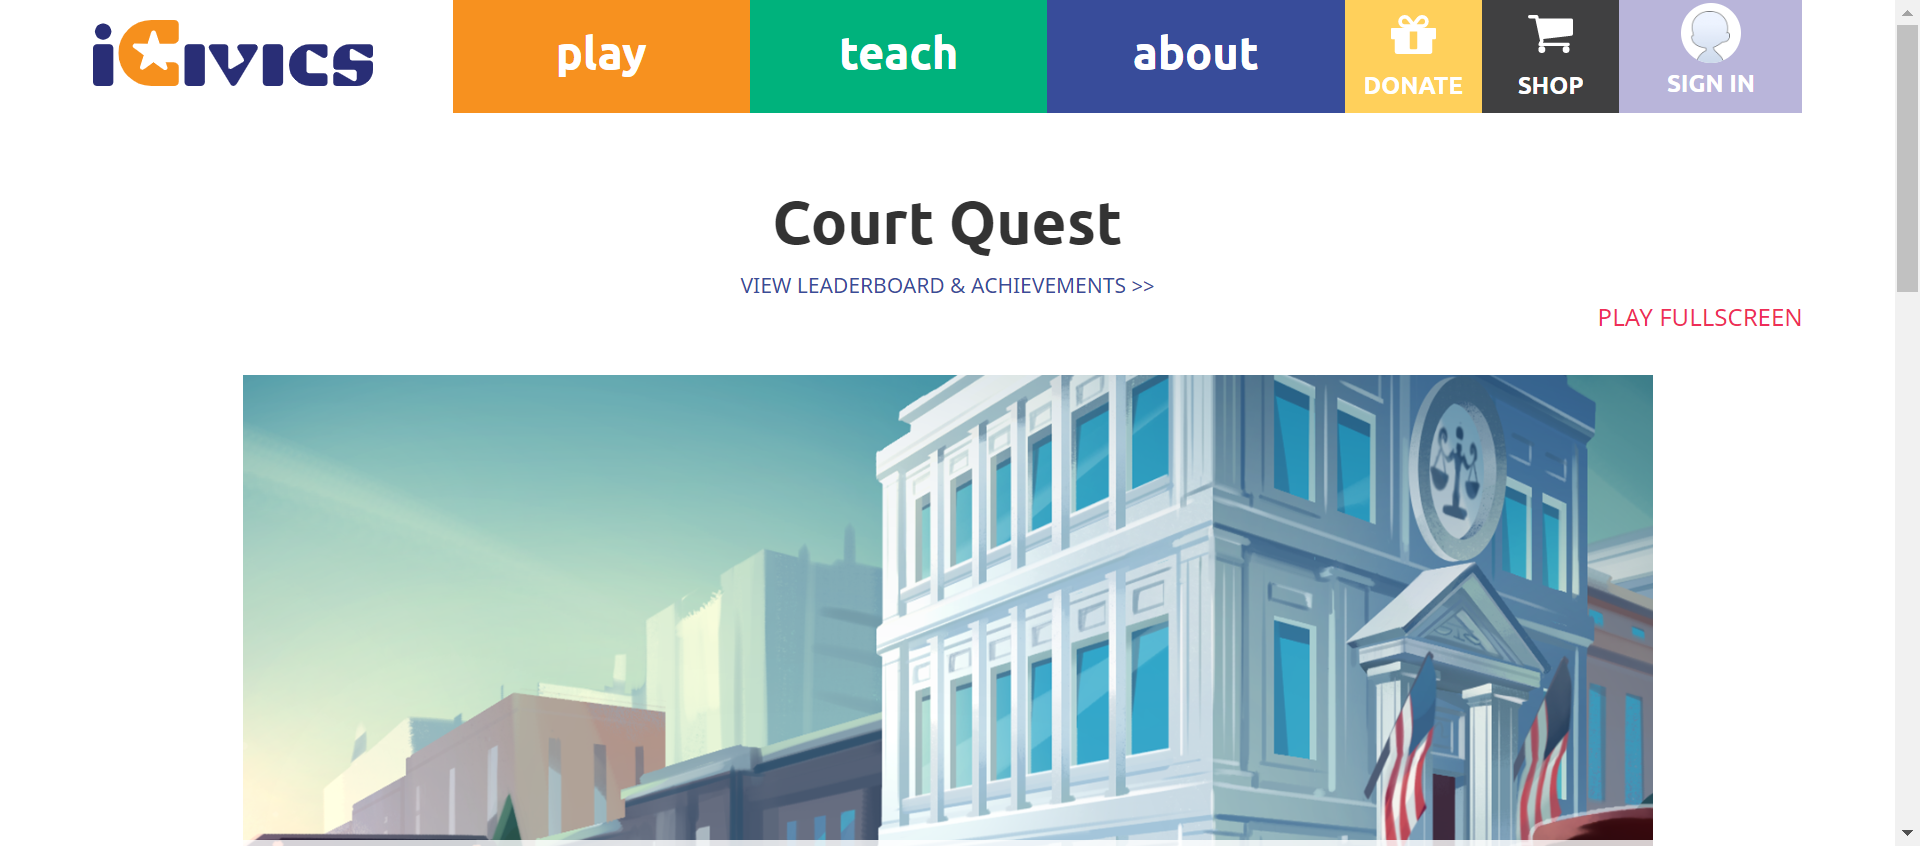 iCivics
play
teach
about
DONATE
SHOP
SIGN IN
Court Quest
VIEW LEADERBOARD & ACHIEVEMENTS >>
PLAY FULLSCREEN